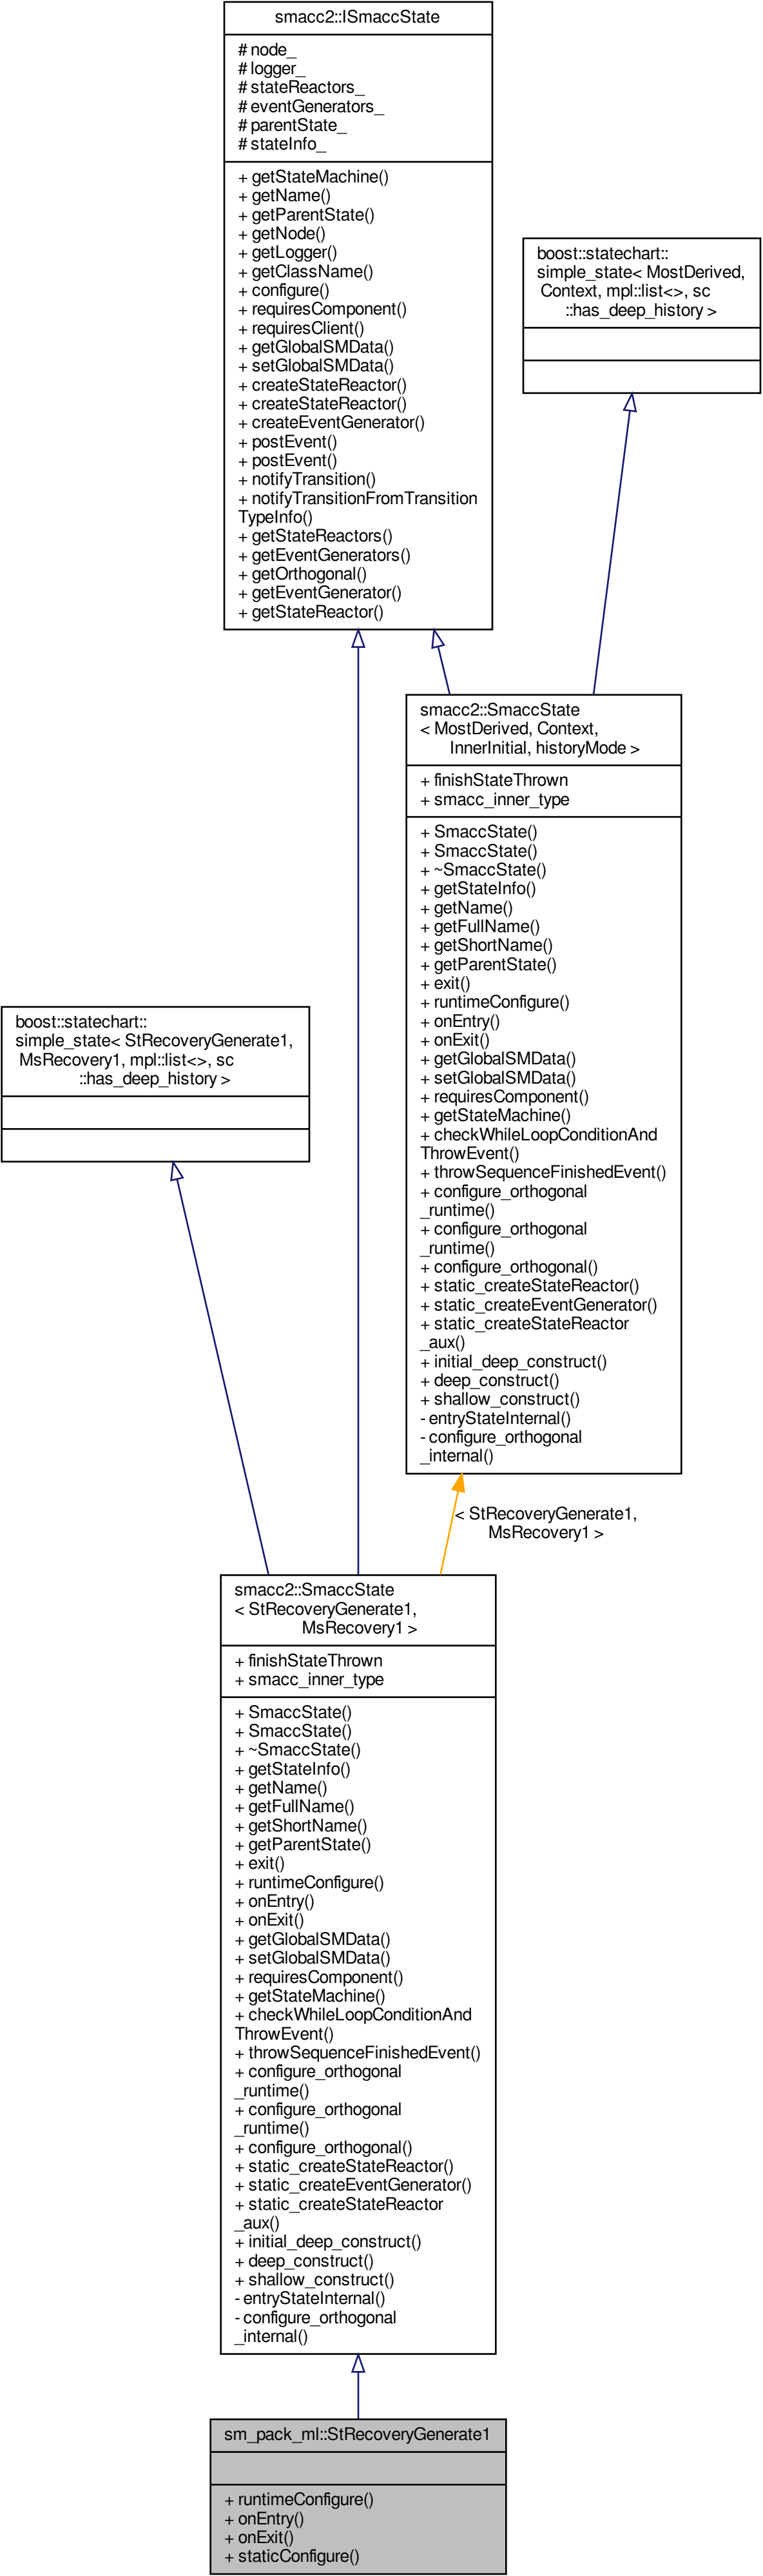 smacc2::ISmaccState
# node_
# logger_
# stateReactors_
# eventGenerators_
# parentState_
# stateInfo_
+ getStateMachine()
+ getName()
+ getParentState()
+ getNode()
+ getLogger()
+ getClassName()
+ configure()
+ requiresComponent()
+ requiresClient()
+ getGlobalSMData()
+ setGlobalSMData()
+ createStateReactor()
+ createStateReactor()
+ createEventGenerator()
+ postEvent()
+ postEvent()
+ notifyTransition()
+ notifyTransitionFromTransition
TypeInfo()
+ getStateReactors()
+ getEventGenerators()
+ getOrthogonal()
+ getEventGenerator()
+ getStateReactor()
boost::statechart::
simple_state< MostDerived,
Context, mpl::list<>, sc
::has_deep_history >
smacc2::SmaccState
< MostDerived, Context,
InnerInitial, historyMode >
+ finishStateThrown
+ smacc_inner_type
+ SmaccState()
+ SmaccState()
+ ~SmaccState()
+ getStateInfo()
+ getName()
+ getFullName()
+ getShortName()
+ getParentState()
+ exit()
+ runtimeConfigure()
+ onEntry()
+ onExit()
+ getGlobalSMData()
+ setGlobalSMData()
+ requiresComponent()
+ getStateMachine()
+ checkWhileLoopConditionAnd
ThrowEvent()
+ throwSequenceFinishedEvent()
+ configure_orthogonal
_runtime()
+ configure_orthogonal
_runtime()
+ configure_orthogonal()
+ static_createStateReactor()
+ static_createEventGenerator()
+ static_createStateReactor
_aux()
+ initial_deep_construct()
+ deep_construct()
+ shallow_construct()
- entryStateInternal()
- configure_orthogonal
_internal()
boost::statechart::
simple_state< StRecoveryGenerate1,
MsRecovery1, mpl::list<>, sc
::has_deep_history >
< StRecoveryGenerate1,
MsRecovery1 >
smacc2::SmaccState
< StRecoveryGenerate1,
MsRecovery1 >
+ finishStateThrown
+ smacc_inner_type
+ SmaccState()
+ SmaccState()
+ ~SmaccState()
+ getStateInfo()
+ getName()
+ getFullName()
+ getShortName()
+ getParentState()
+ exit()
+ runtimeConfigure()
+ onEntry()
+ onExit()
+ getGlobalSMData()
+ setGlobalSMData()
+ requiresComponent()
+ getStateMachine()
+ checkWhileLoopConditionAnd
ThrowEvent()
+ throwSequenceFinishedEvent()
+ configure_orthogonal
_runtime()
+ configure_orthogonal
_runtime()
+ configure_orthogonal()
+ static_createStateReactor()
+ static_createEventGenerator()
+ static_createStateReactor
_aux()
+ initial_deep_construct()
+ deep_construct()
+ shallow_construct()
- entryStateInternal()
- configure_orthogonal
_internal()
sm_pack_ml::StRecoveryGenerate1
+ runtimeConfigure()
+ onEntry()
+ onExit()
+ staticConfigure()